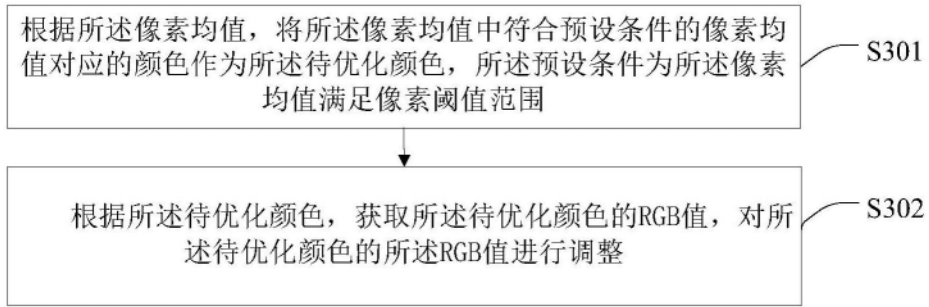 根据所述像素均值，将所述像素均值中符合预设条件的像素均
值对应的颜色作为所述待优化颜色，所述预设条件为所述像素
均值满足像素阈值范围
S301
根据所述待优化颜色，获取所述待优化颜色的RGB值，对所
述待优化颜色的所述RGB值进行调整
S302